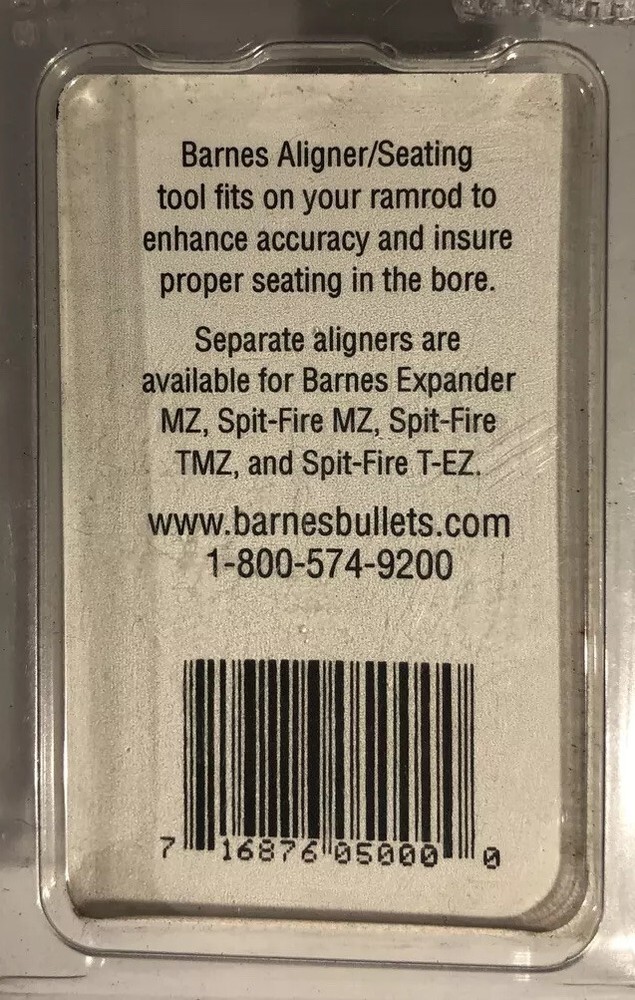 Barnes Aligner/Seating
tool fits on your ramrod to
enhance accuracy and insure
proper seating in the bore.
Separate aligners are
available for Barnes Expander
MZ, Spit-Fire MZ, Spit-Fire
TMZ, and Spit-Fire T-EZ.
www.barnesbullets.com
1-800-574-9200
7 16876 05000 0